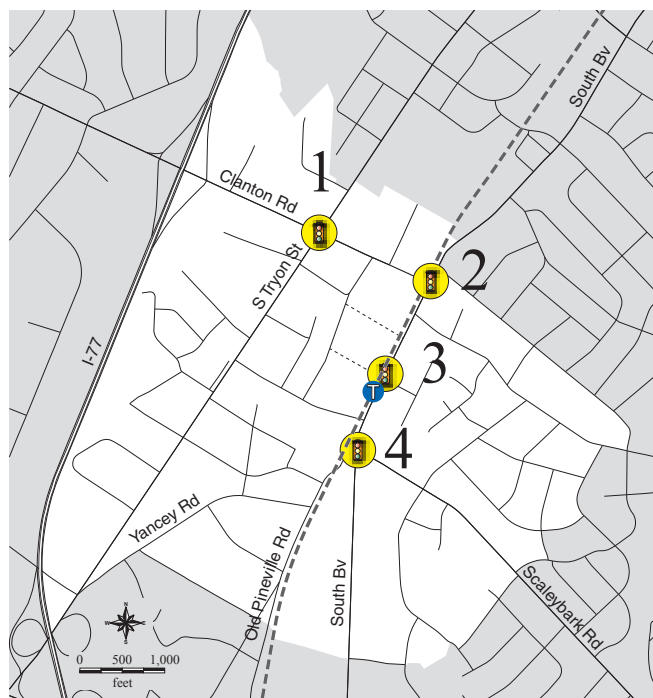 South Bv
1
Clanton Rd
S Tryon St
2
I-77
3
T
4
Yancey Rd
Old Pineville Rd
South Bv
Scaleybark Rd
N
W E
S
0 500 1,000
feet